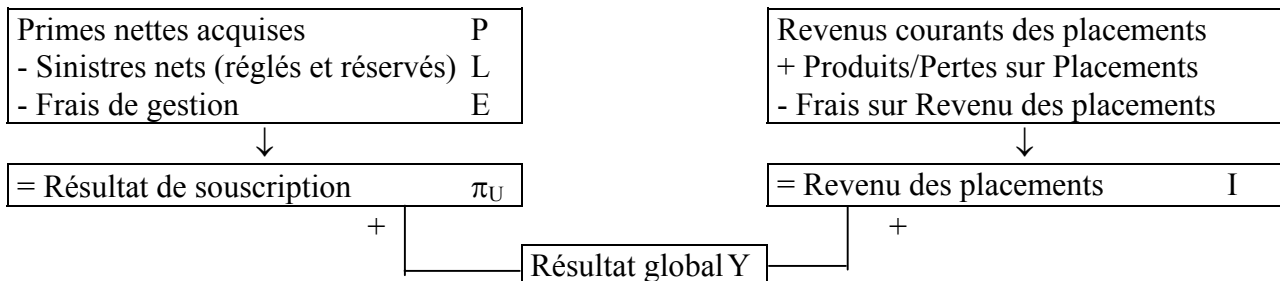 Primes nettes acquises P
- Sinistres nets (réglés et réservés) L
- Frais de gestion E
↓
= Résultat de souscription πU
+
Revenus courants des placements
+ Produits/Pertes sur Placements
- Frais sur Revenu des placements
↓
= Revenu des placements I
+
Résultat global Y